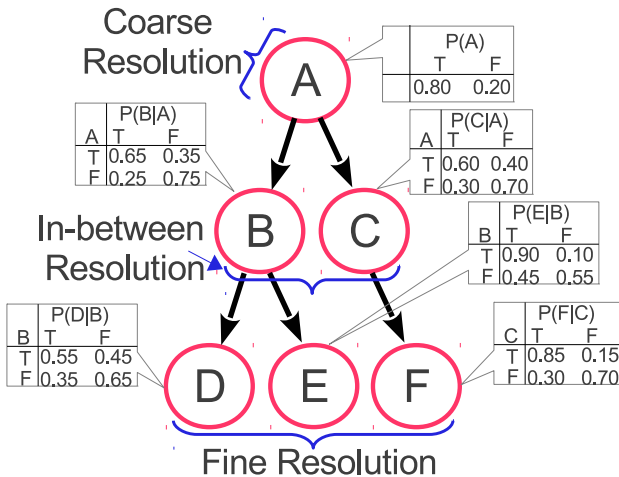 Coarse
Resolution
A
P(A)
T F
0.80 0.20
P(B|A)
A T F
T 0.65 0.35
F 0.25 0.75
P(C|A)
A T F
T 0.60 0.40
F 0.30 0.70
In-between
Resolution
B
C
P(E|B)
B T F
T 0.90 0.10
F 0.45 0.55
P(D|B)
B T F
T 0.55 0.45
F 0.35 0.65
D
E
F
P(F|C)
C T F
T 0.85 0.15
F 0.30 0.70
Fine Resolution